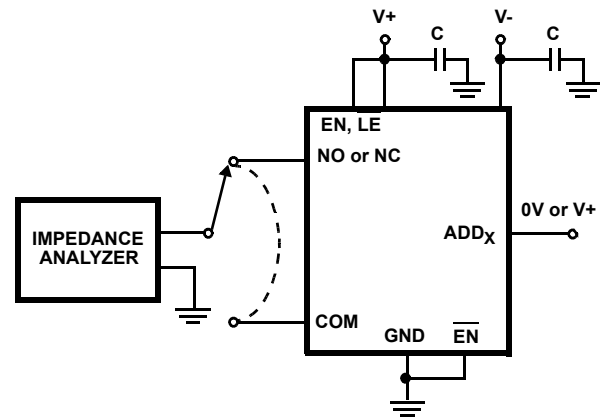 V+
C
V-
C
EN, LE
NO or NC
0V or V+
IMPEDANCE
ANALYZER
ADDX
COM
GND
EN